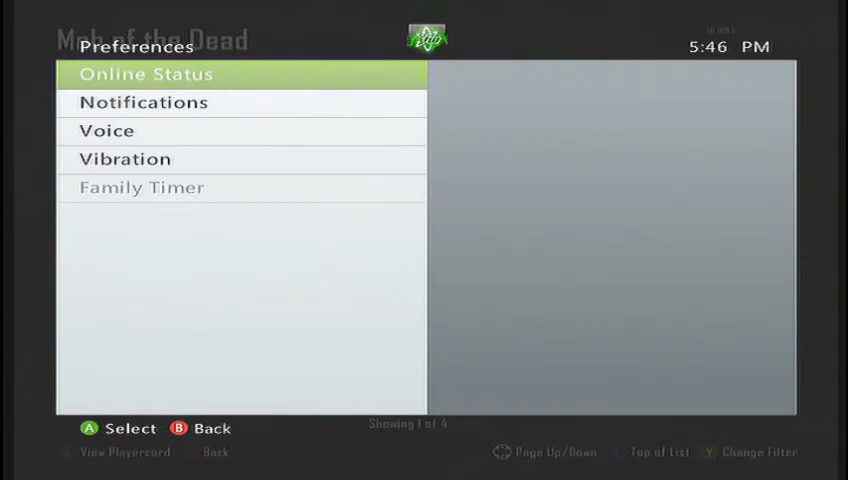 Mob of the Dead
Preferences
5:46 PM
Online Status
Notifications
Voice
Vibration
Family Timer
A Select B Back
Showing 1 of 4
View Playercard Back Page Up/Down Top of List Y Change Filter